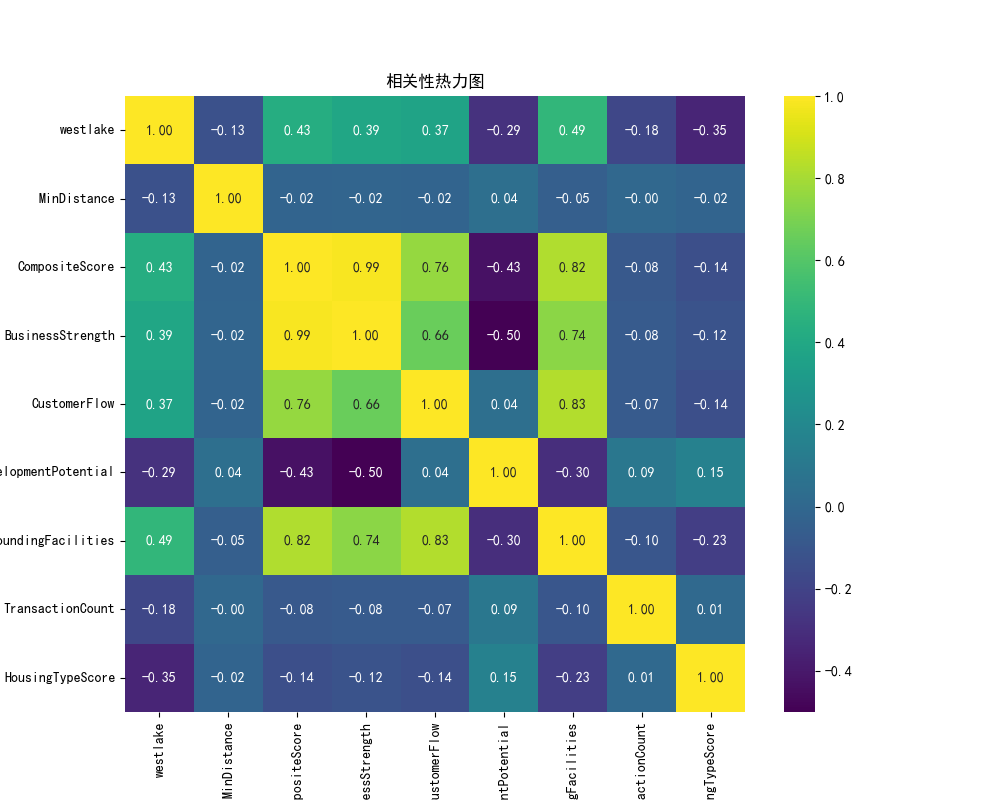 相关性热力图
westlake 1.00 -0.13 0.43 0.39 0.37 -0.29 0.49 -0.18 -0.35
MinDistance -0.13 1.00 -0.02 -0.02 -0.02 0.04 -0.05 -0.00 -0.02
CompositeScore 0.43 -0.02 1.00 0.99 0.76 -0.43 0.82 -0.08 -0.14
BusinessStrength 0.39 -0.02 0.99 1.00 0.66 -0.50 0.74 -0.08 -0.12
CustomerFlow 0.37 -0.02 0.76 0.66 1.00 0.04 0.83 -0.07 -0.14
elopmentPotential -0.29 0.04 -0.43 -0.50 0.04 1.00 -0.30 0.09 0.15
oundingFacilities 0.49 -0.05 0.82 0.74 0.83 -0.30 1.00 -0.10 -0.23
TransactionCount -0.18 -0.00 -0.08 -0.08 -0.07 0.09 -0.10 1.00 0.01
HousingTypeScore -0.35 -0.02 -0.14 -0.12 -0.14 0.15 -0.23 0.01 1.00
westlake
MinDistance
positeScore
essStrength
ustomerFlow
ntPotential
gFacilities
actionCount
ngTypeScore
1.0
0.8
0.6
0.4
0.2
0.0
-0.2
-0.4